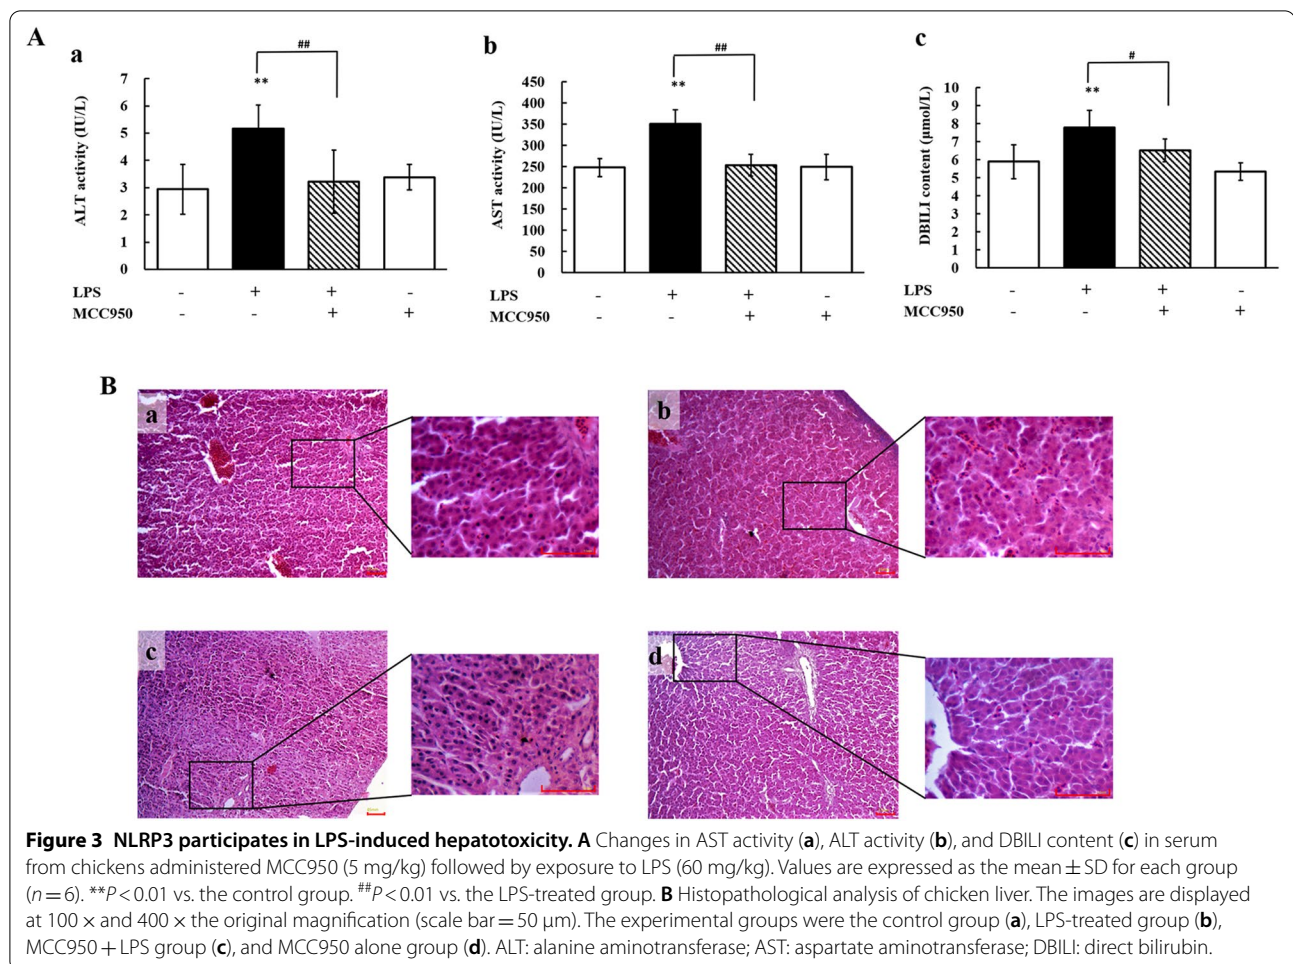 A
a
ALT activity (IU/L)
7
6
5
4
3
2
1
0
**
##
LPS - + + -
MCC950 - - + +
b
AST activity (IU/L)
450
400
350
300
250
200
150
100
50
0
**
##
LPS - + + -
MCC950 - - + +
c
DBILI content (μmol/L)
10
9
8
7
6
5
4
3
2
1
0
**
#
LPS - + + -
MCC950 - - + +
B
a
b
c
d
Figure 3 NLRP3 participates in LPS-induced hepatotoxicity. A Changes in AST activity (a), ALT activity (b), and DBILI content (c) in serum
from chickens administered MCC950 (5 mg/kg) followed by exposure to LPS (60 mg/kg). Values are expressed as the mean ± SD for each group
(n = 6). **P < 0.01 vs. the control group. ##P < 0.01 vs. the LPS-treated group. B Histopathological analysis of chicken liver. The images are displayed
at 100 × and 400 × the original magnification (scale bar = 50 μm). The experimental groups were the control group (a), LPS-treated group (b),
MCC950 + LPS group (c), and MCC950 alone group (d). ALT: alanine aminotransferase; AST: aspartate aminotransferase; DBILI: direct bilirubin.